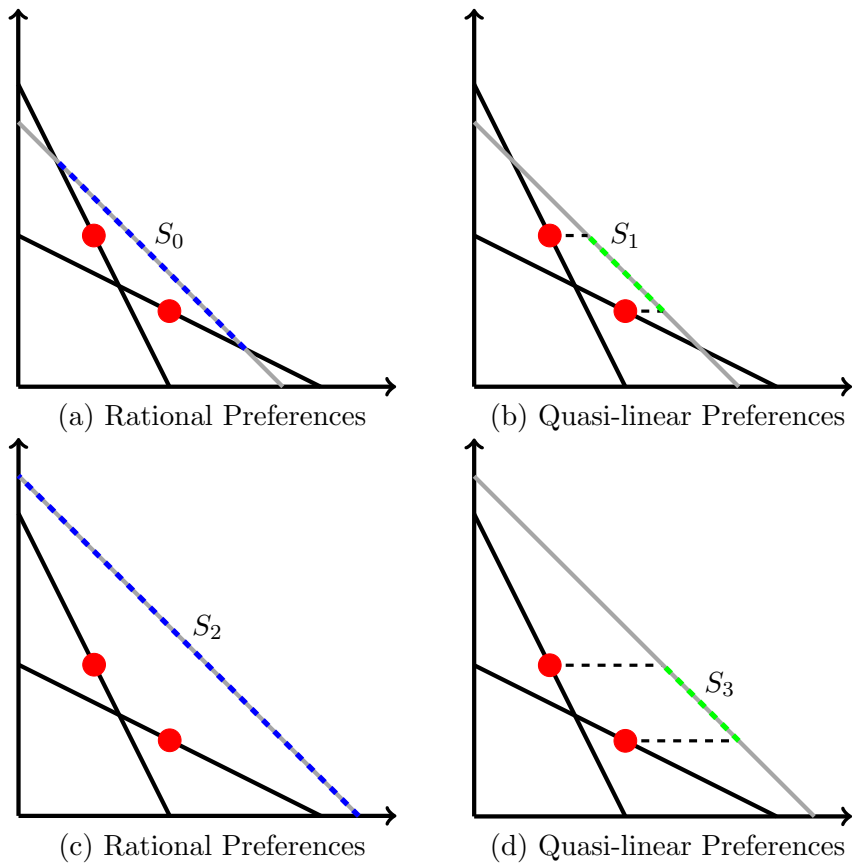 S₀
S₁
(a) Rational Preferences
(b) Quasi-linear Preferences
S₂
S₃
(c) Rational Preferences
(d) Quasi-linear Preferences